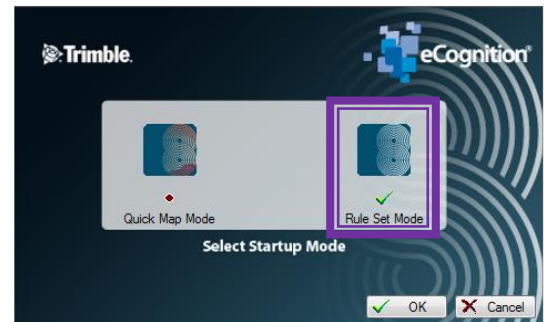 Trimble.
eCognition®
Quick Map Mode
Rule Set Mode
Select Startup Mode
OK
Cancel